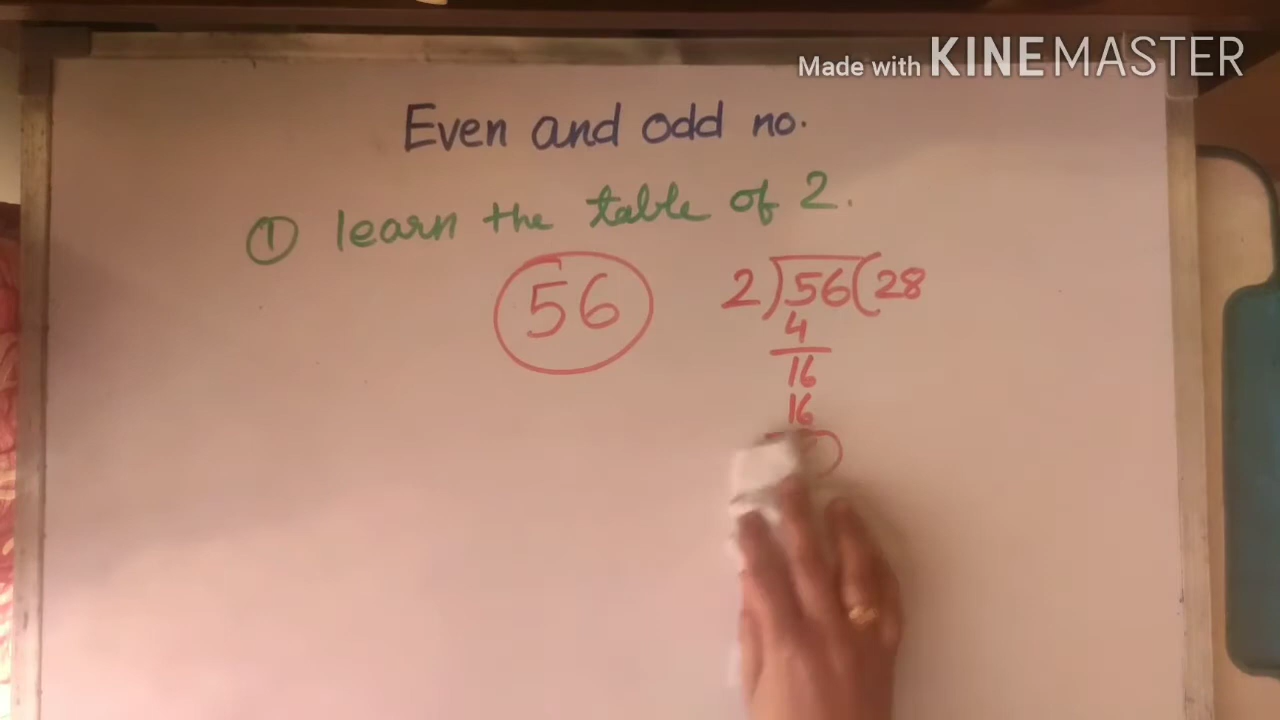 Made with KINEMASTER
Even and odd no.
① learn the table of 2.
56 2)56(28
4
16
16